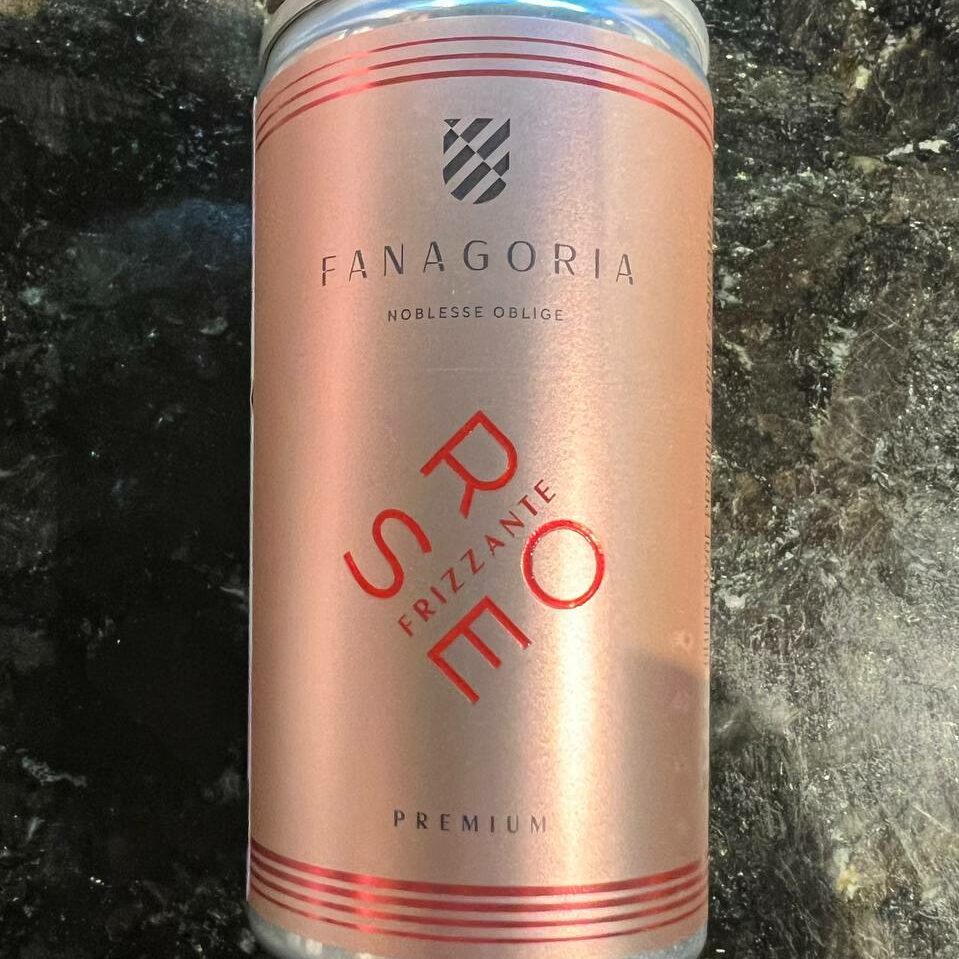 FANAGORIA
NOBLESSE OBLIGE
ROSE
FRIZZANTE
PREMIUM